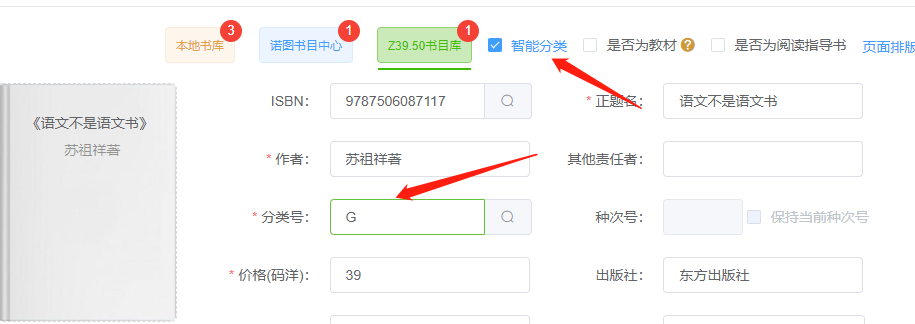 本地书库 3 诺图书目中心 1 Z39.50书目库 1 智能分类 是否为教材 ? 是否为阅读指导书 页面排版
《语文不是语文书》
苏祖祥著
ISBN: 9787506087117 * 正题名: 语文不是语文书
* 作者: 苏祖祥著 其他责任者:
* 分类号: G 种次号: 保持当前种次号
* 价格(码洋): 39 出版社: 东方出版社